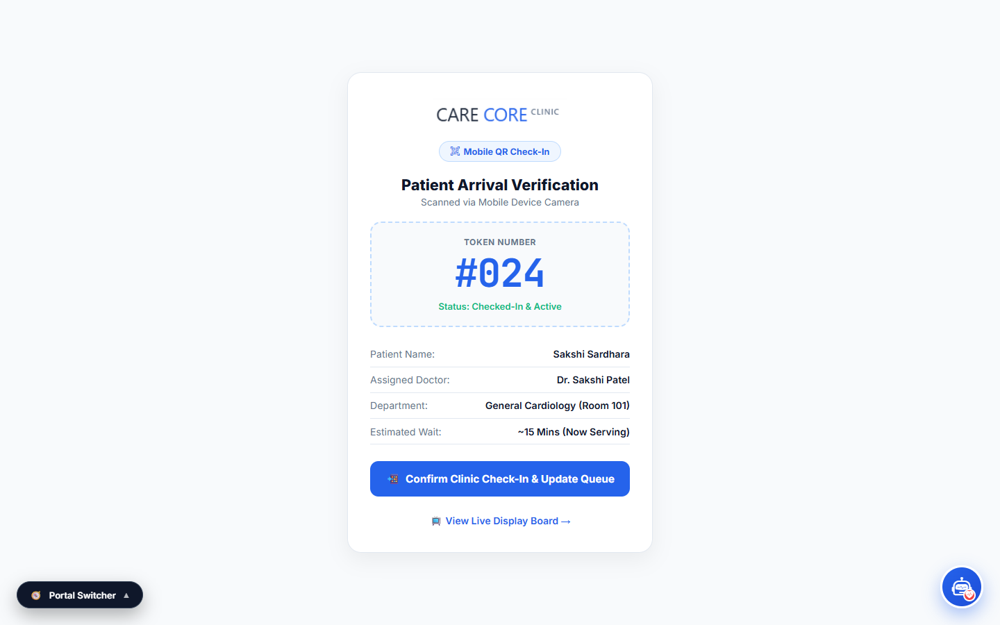 CARE CORE CLINIC
Mobile QR Check-In
Patient Arrival Verification
Scanned via Mobile Device Camera
TOKEN NUMBER
#024
Status: Checked-In & Active
Patient Name: Sakshi Sardhara
Assigned Doctor: Dr. Sakshi Patel
Department: General Cardiology (Room 101)
Estimated Wait: ~15 Mins (Now Serving)
Confirm Clinic Check-In & Update Queue
View Live Display Board →
Portal Switcher ▲